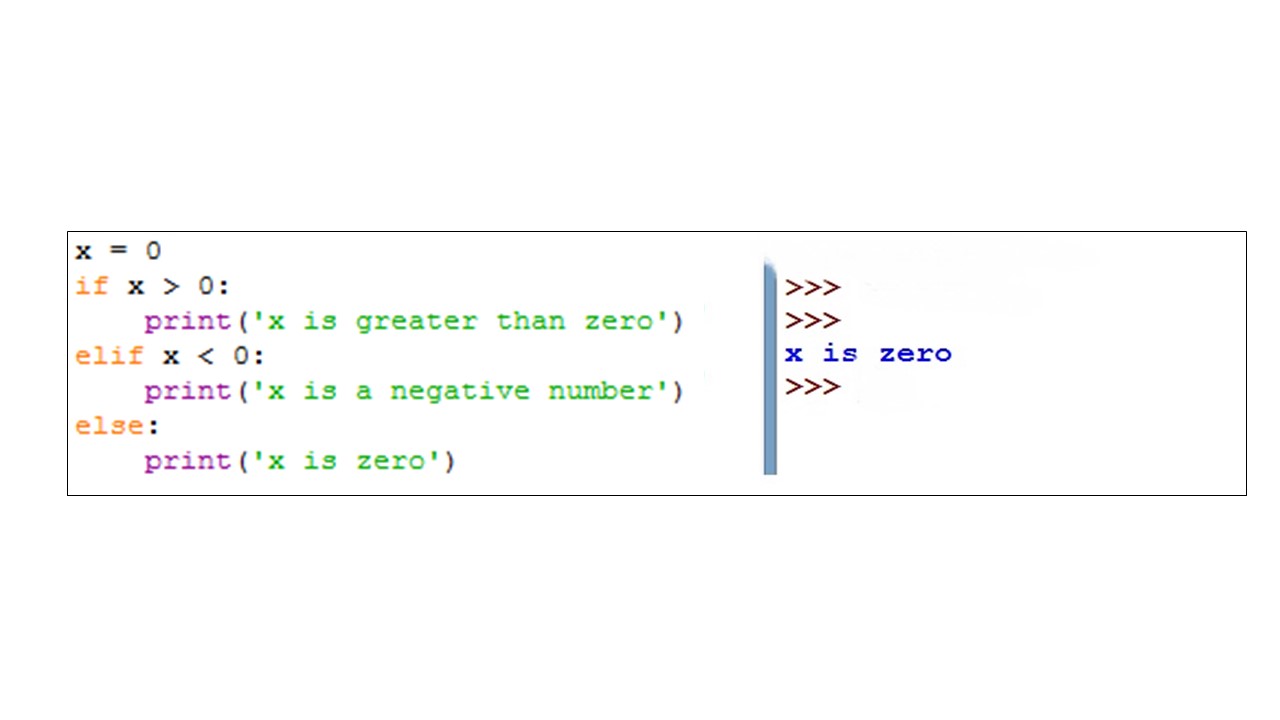 x = 0
if x > 0:
    print('x is greater than zero')
elif x < 0:
    print('x is a negative number')
else:
    print('x is zero')
>>>
>>>
x is zero
>>>